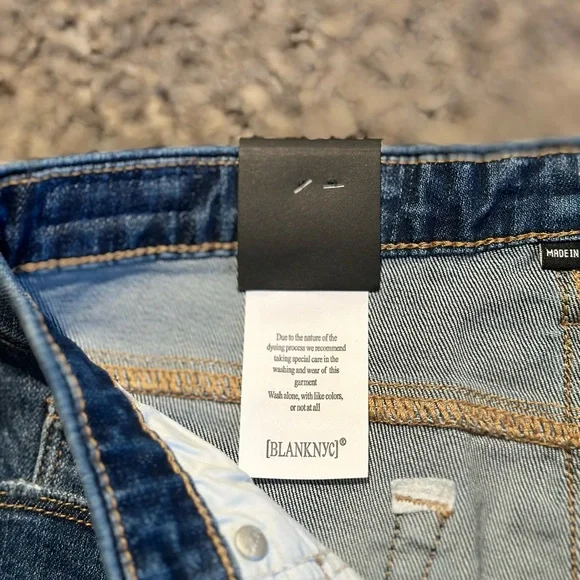 MADE IN
Due to the nature of the
dyeing process we recommend
taking special care in the
washing and wear of this
garment
Wash alone, with like colors,
or not at all
[BLANKNYC]®